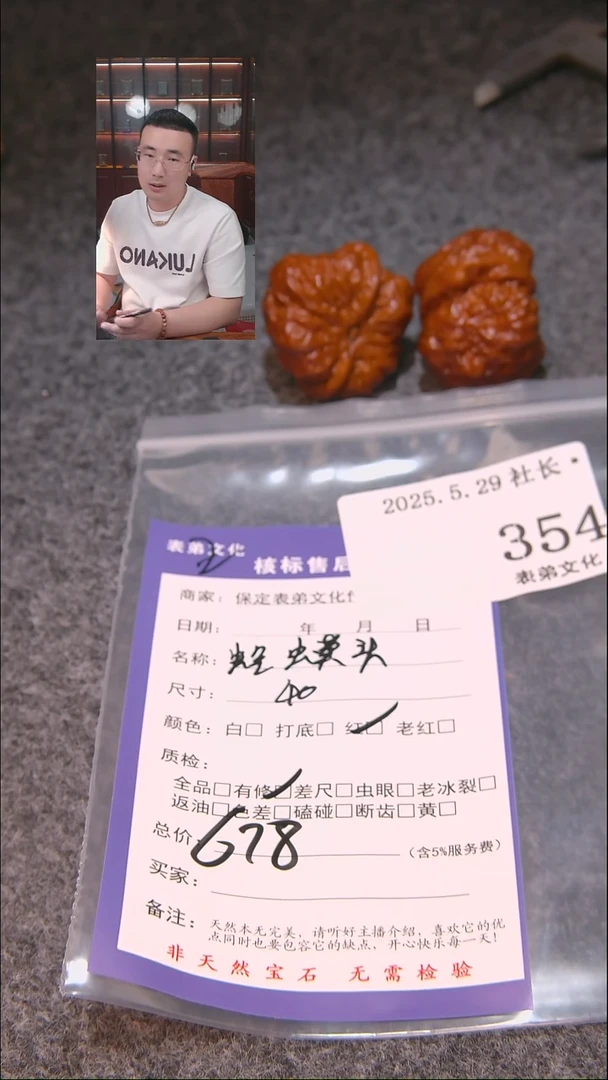 2025.5.29 社长
354
表弟文化
表弟文化
2
核标售后
商家：保定表弟文化
日期： 年 月 日
名称：蛤蟆头
尺寸：40
颜色：白□ 打底□ 红☑ 老红□
质检：
全品□有修☑差尺□虫眼□老冰裂□
返油□色差□磕碰□断齿□黄□
总价：678（含5%服务费）
买家：
备注：天然本无完美，请听好主播介绍，喜欢它的优
点同时也要包容它的缺点，开心快乐每一天！
非天然宝石 无需检验